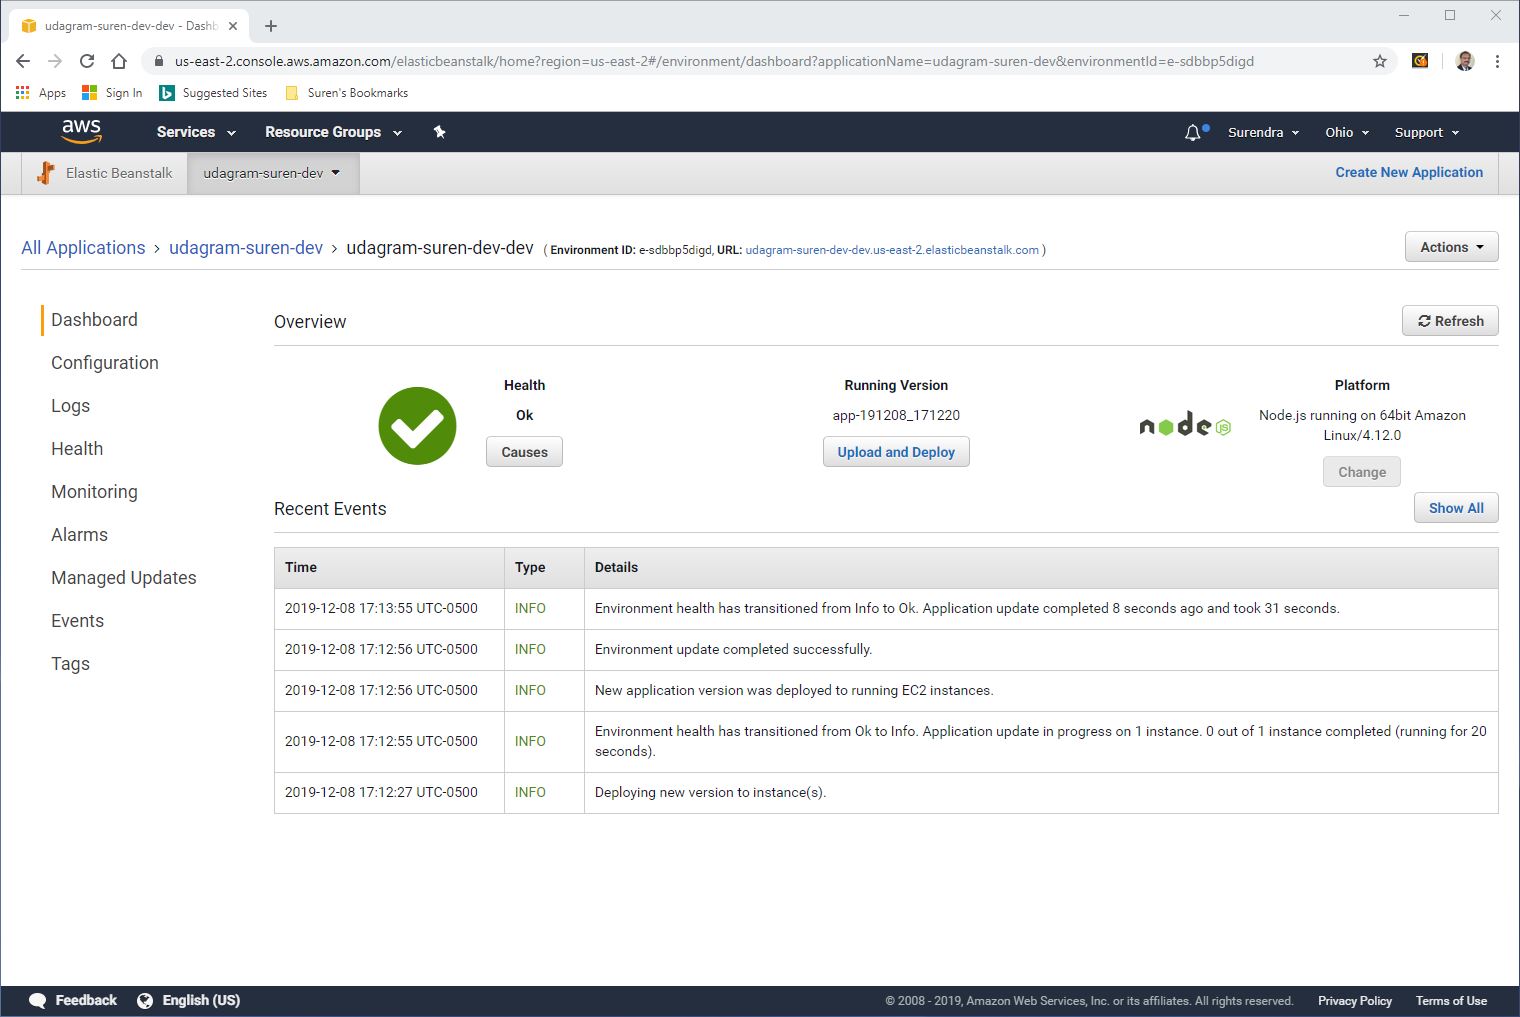 udagram-suren-dev-dev - Dashb
us-east-2.console.aws.amazon.com/elasticbeanstalk/home?region=us-east-2#/environment/dashboard?applicationName=udagram-suren-dev&environmentId=e-sdbbp5digd
Apps Sign In Suggested Sites Suren's Bookmarks
aws Services Resource Groups Surendra Ohio Support
Elastic Beanstalk udagram-suren-dev Create New Application
All Applications > udagram-suren-dev > udagram-suren-dev-dev ( Environment ID: e-sdbbp5digd, URL: udagram-suren-dev-dev.us-east-2.elasticbeanstalk.com ) Actions
Dashboard
Configuration
Logs
Health
Monitoring
Alarms
Managed Updates
Events
Tags
Overview Refresh
Health
Ok
Causes
Running Version
app-191208_171220
Upload and Deploy
node JS
Platform
Node.js running on 64bit Amazon
Linux/4.12.0
Change
Recent Events Show All
Time Type Details
2019-12-08 17:13:55 UTC-0500 INFO Environment health has transitioned from Info to Ok. Application update completed 8 seconds ago and took 31 seconds.
2019-12-08 17:12:56 UTC-0500 INFO Environment update completed successfully.
2019-12-08 17:12:56 UTC-0500 INFO New application version was deployed to running EC2 instances.
2019-12-08 17:12:55 UTC-0500 INFO Environment health has transitioned from Ok to Info. Application update in progress on 1 instance. 0 out of 1 instance completed (running for 20
seconds).
2019-12-08 17:12:27 UTC-0500 INFO Deploying new version to instance(s).
Feedback English (US) © 2008 - 2019, Amazon Web Services, Inc. or its affiliates. All rights reserved. Privacy Policy Terms of Use